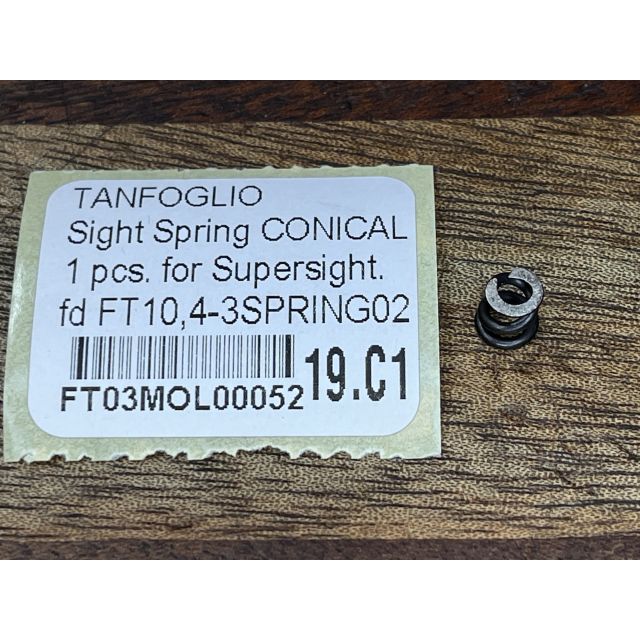 TANFOGLIO
Sight Spring CONICAL
1 pcs. for Supersight.
fd FT10,4-3SPRING02
FT03MOL00052 19.C1